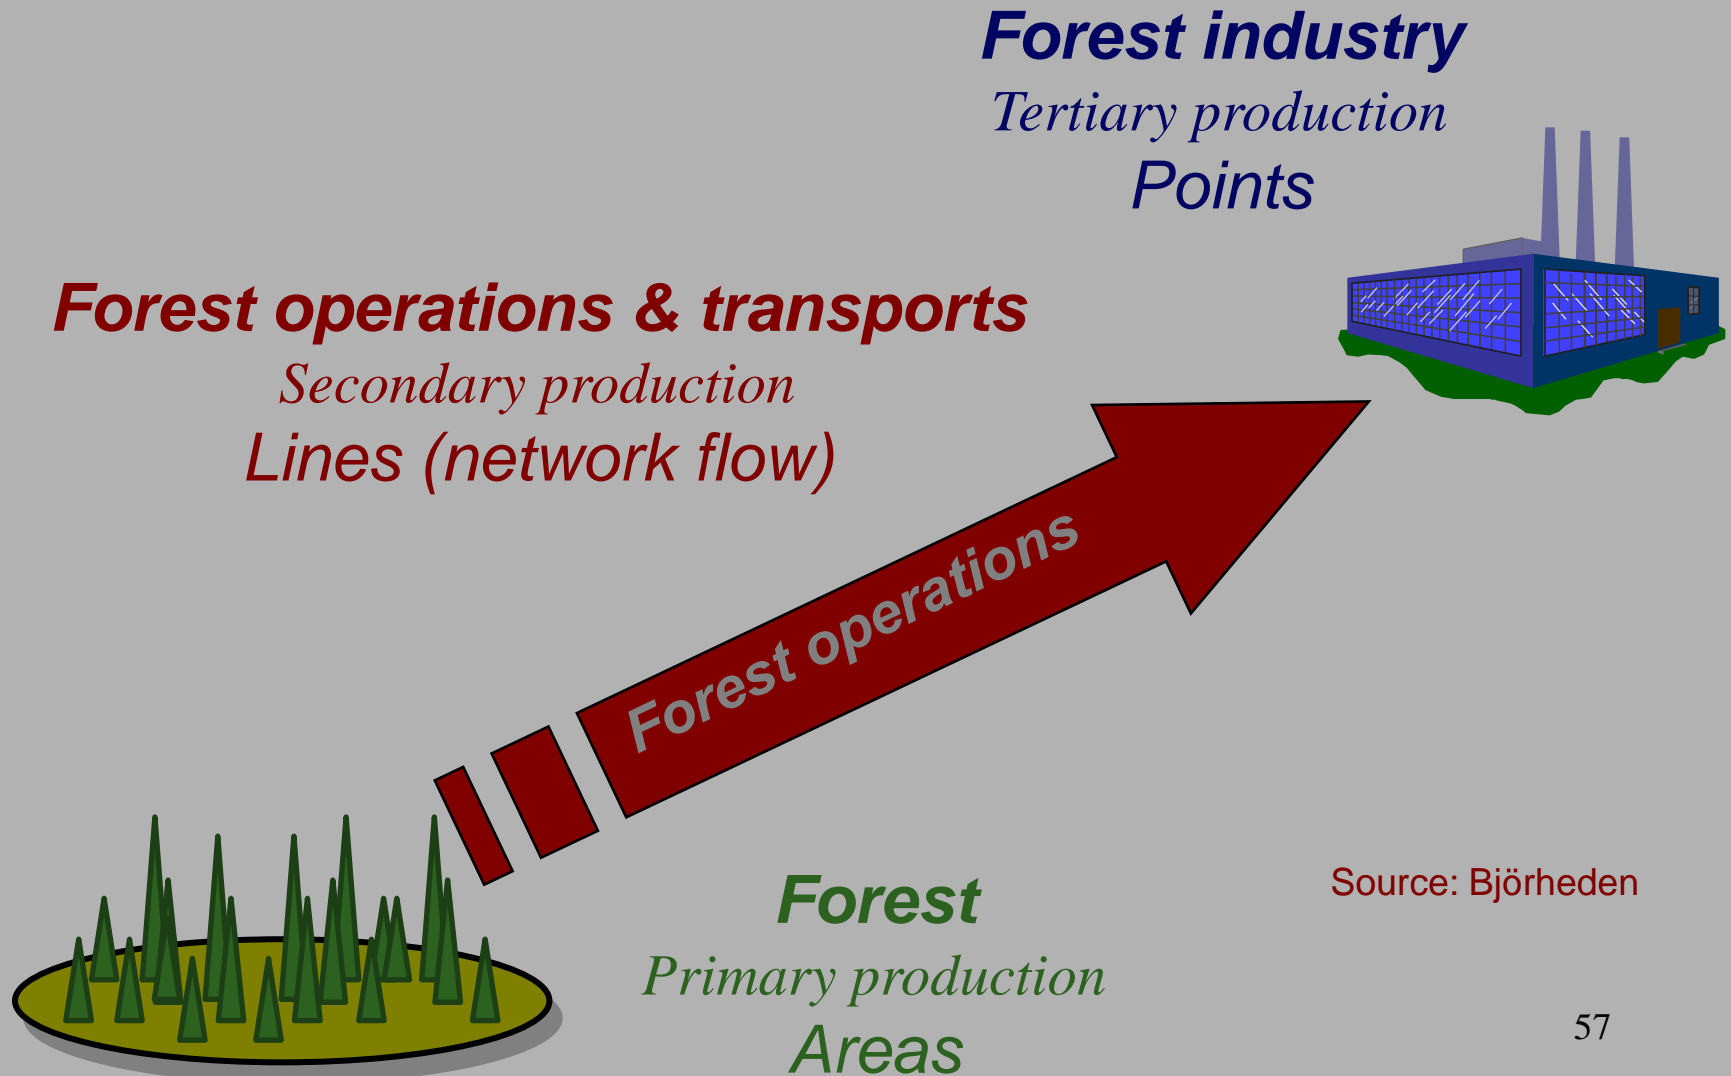 Forest industry
Tertiary production
Points
Forest operations & transports
Secondary production
Lines (network flow)
Forest operations
Forest
Primary production
Areas
Source: Björheden
57